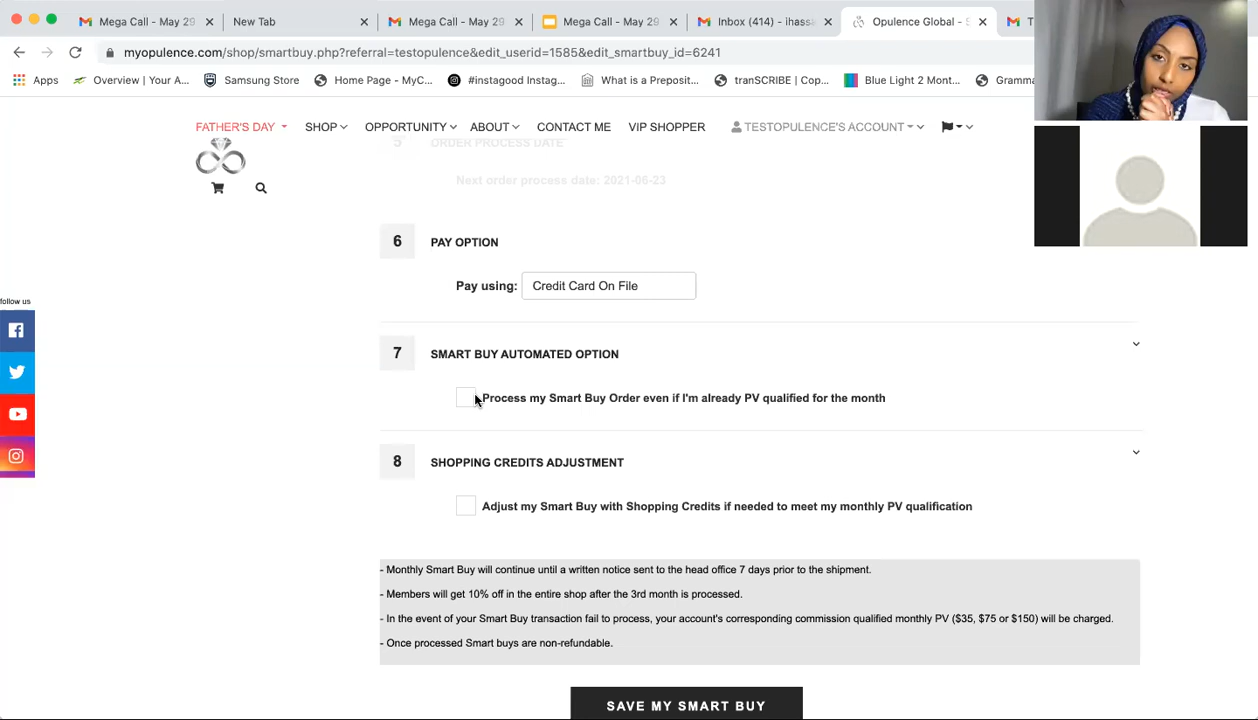 Mega Call - May 29
New Tab
Mega Call - May 29
Mega Call - May 29
Inbox (414) - ihassa
Opulence Global - S
T
myopulence.com/shop/smartbuy.php?referral=testopulence&edit_userid=1585&edit_smartbuy_id=6241
Apps
Overview | Your A...
Samsung Store
Home Page - MyC...
#instagood Instag...
What is a Preposit...
tranSCRIBE | Cop...
Blue Light 2 Mont...
Gramma
FATHER'S DAY
SHOP
OPPORTUNITY
ABOUT
CONTACT ME
VIP SHOPPER
TESTOPULENCE'S ACCOUNT
5 ORDER PROCESS DATE
Next order process date: 2021-06-23
6 PAY OPTION
Pay using: Credit Card On File
follow us
7 SMART BUY AUTOMATED OPTION
Process my Smart Buy Order even if I'm already PV qualified for the month
8 SHOPPING CREDITS ADJUSTMENT
Adjust my Smart Buy with Shopping Credits if needed to meet my monthly PV qualification
- Monthly Smart Buy will continue until a written notice sent to the head office 7 days prior to the shipment.
- Members will get 10% off in the entire shop after the 3rd month is processed.
- In the event of your Smart Buy transaction fail to process, your account's corresponding commission qualified monthly PV ($35, $75 or $150) will be charged.
- Once processed Smart buys are non-refundable.
SAVE MY SMART BUY